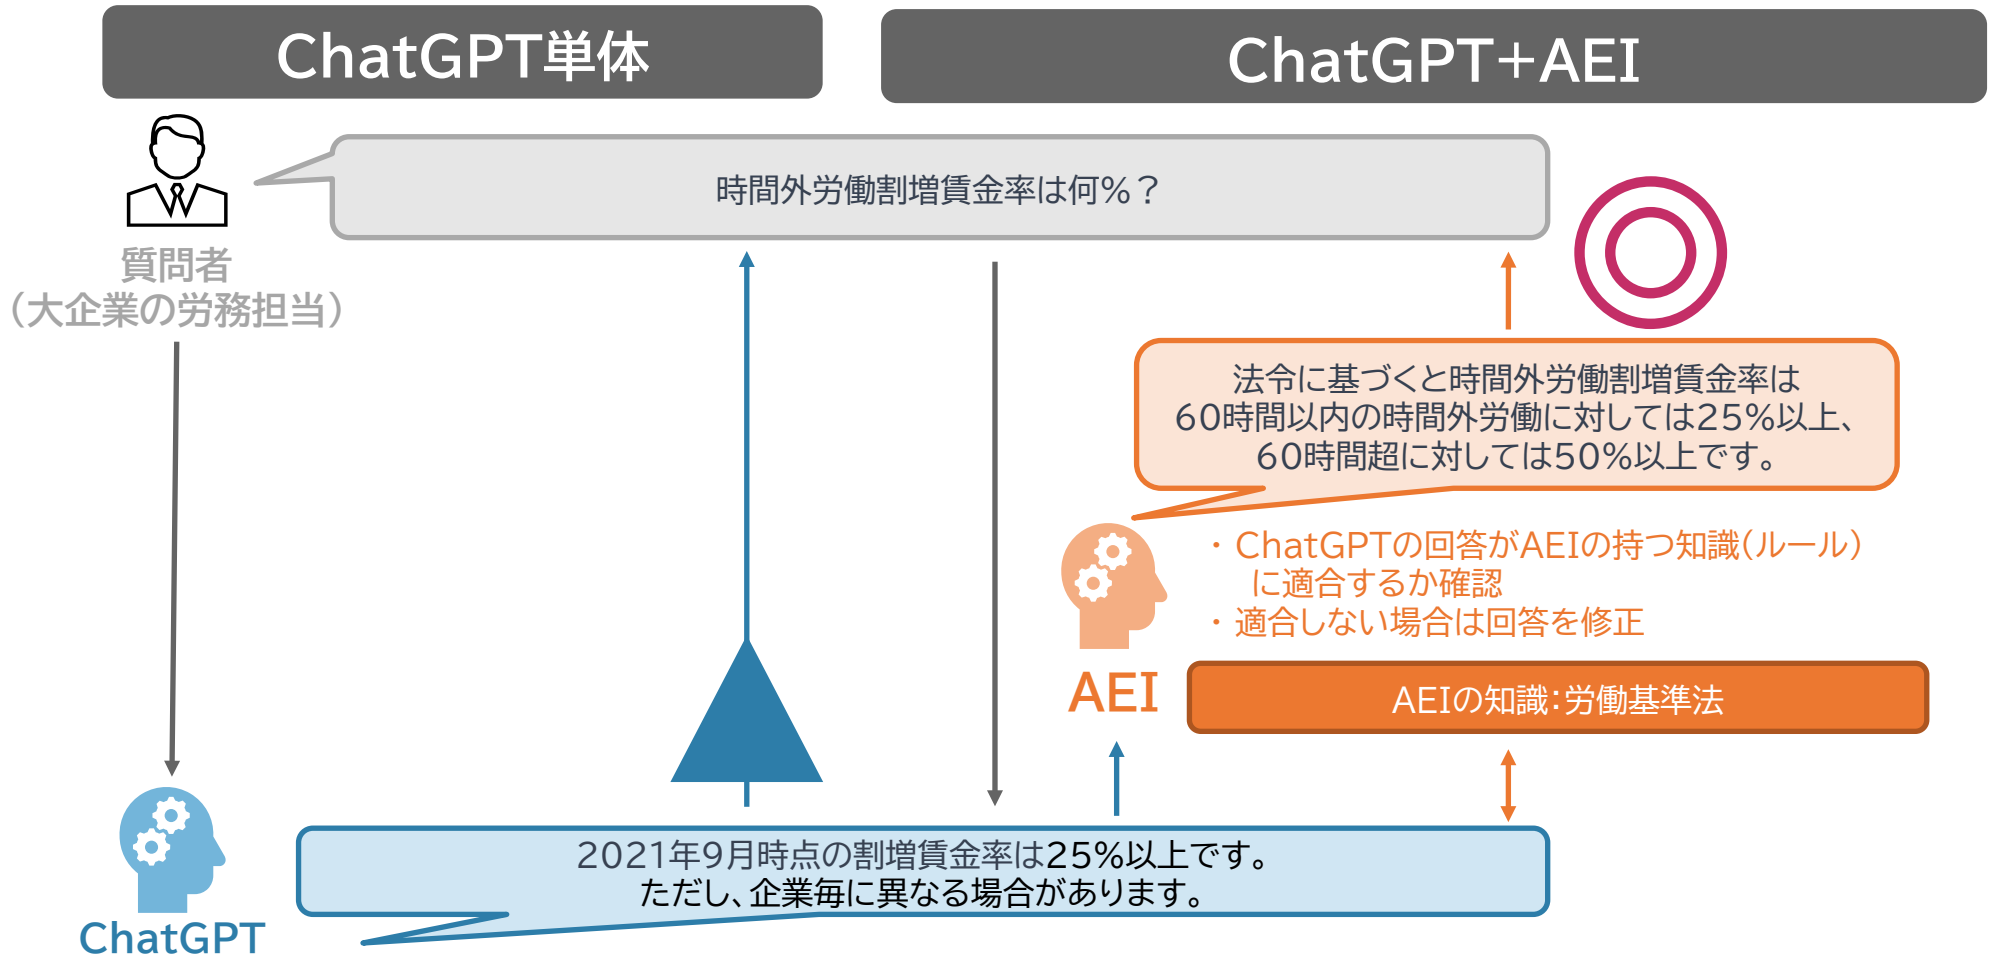 ChatGPT単体
ChatGPT+AEI
時間外労働割増賃金率は何%？
質問者
（大企業の労務担当）
法令に基づくと時間外労働割増賃金率は
60時間以内の時間外労働に対しては25%以上、
60時間超に対しては50%以上です。
・ChatGPTの回答がAEIの持つ知識（ルール）
に適合するか確認
・適合しない場合は回答を修正
AEI
AEIの知識：労働基準法
2021年9月時点の割増賃金率は25%以上です。
ただし、企業毎に異なる場合があります。
ChatGPT